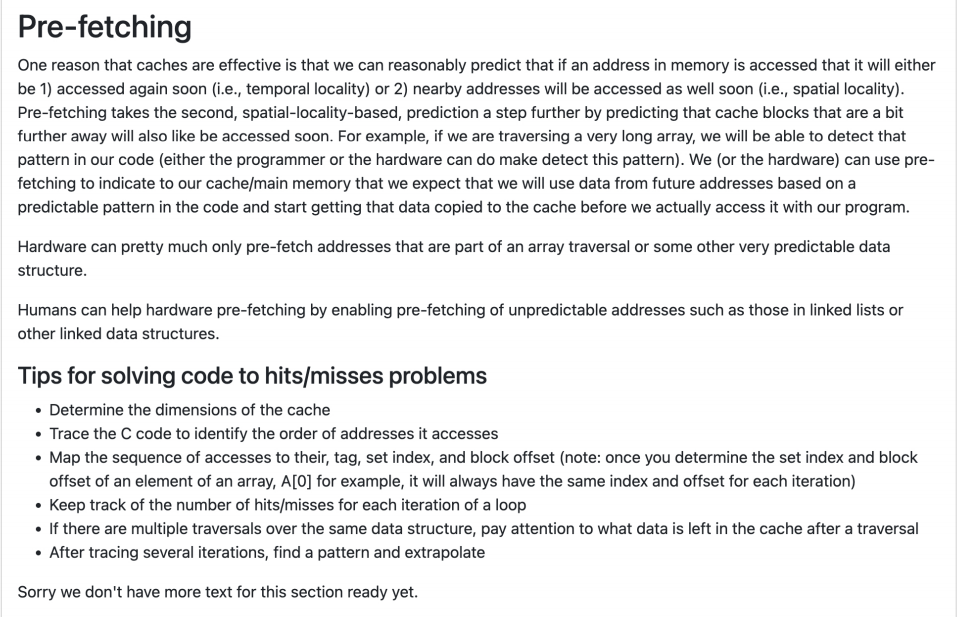 Pre-fetching
One reason that caches are effective is that we can reasonably predict that if an address in memory is accessed that it will either
be 1) accessed again soon (i.e., temporal locality) or 2) nearby addresses will be accessed as well soon (i.e., spatial locality).
Pre-fetching takes the second, spatial-locality-based, prediction a step further by predicting that cache blocks that are a bit
further away will also like be accessed soon. For example, if we are traversing a very long array, we will be able to detect that
pattern in our code (either the programmer or the hardware can do make detect this pattern). We (or the hardware) can use pre-
fetching to indicate to our cache/main memory that we expect that we will use data from future addresses based on a
predictable pattern in the code and start getting that data copied to the cache before we actually access it with our program.
Hardware can pretty much only pre-fetch addresses that are part of an array traversal or some other very predictable data
structure.
Humans can help hardware pre-fetching by enabling pre-fetching of unpredictable addresses such as those in linked lists or
other linked data structures.
Tips for solving code to hits/misses problems
• Determine the dimensions of the cache
• Trace the C code to identify the order of addresses it accesses
• Map the sequence of accesses to their, tag, set index, and block offset (note: once you determine the set index and block
offset of an element of an array, A[0] for example, it will always have the same index and offset for each iteration)
• Keep track of the number of hits/misses for each iteration of a loop
• If there are multiple traversals over the same data structure, pay attention to what data is left in the cache after a traversal
• After tracing several iterations, find a pattern and extrapolate
Sorry we don't have more text for this section ready yet.